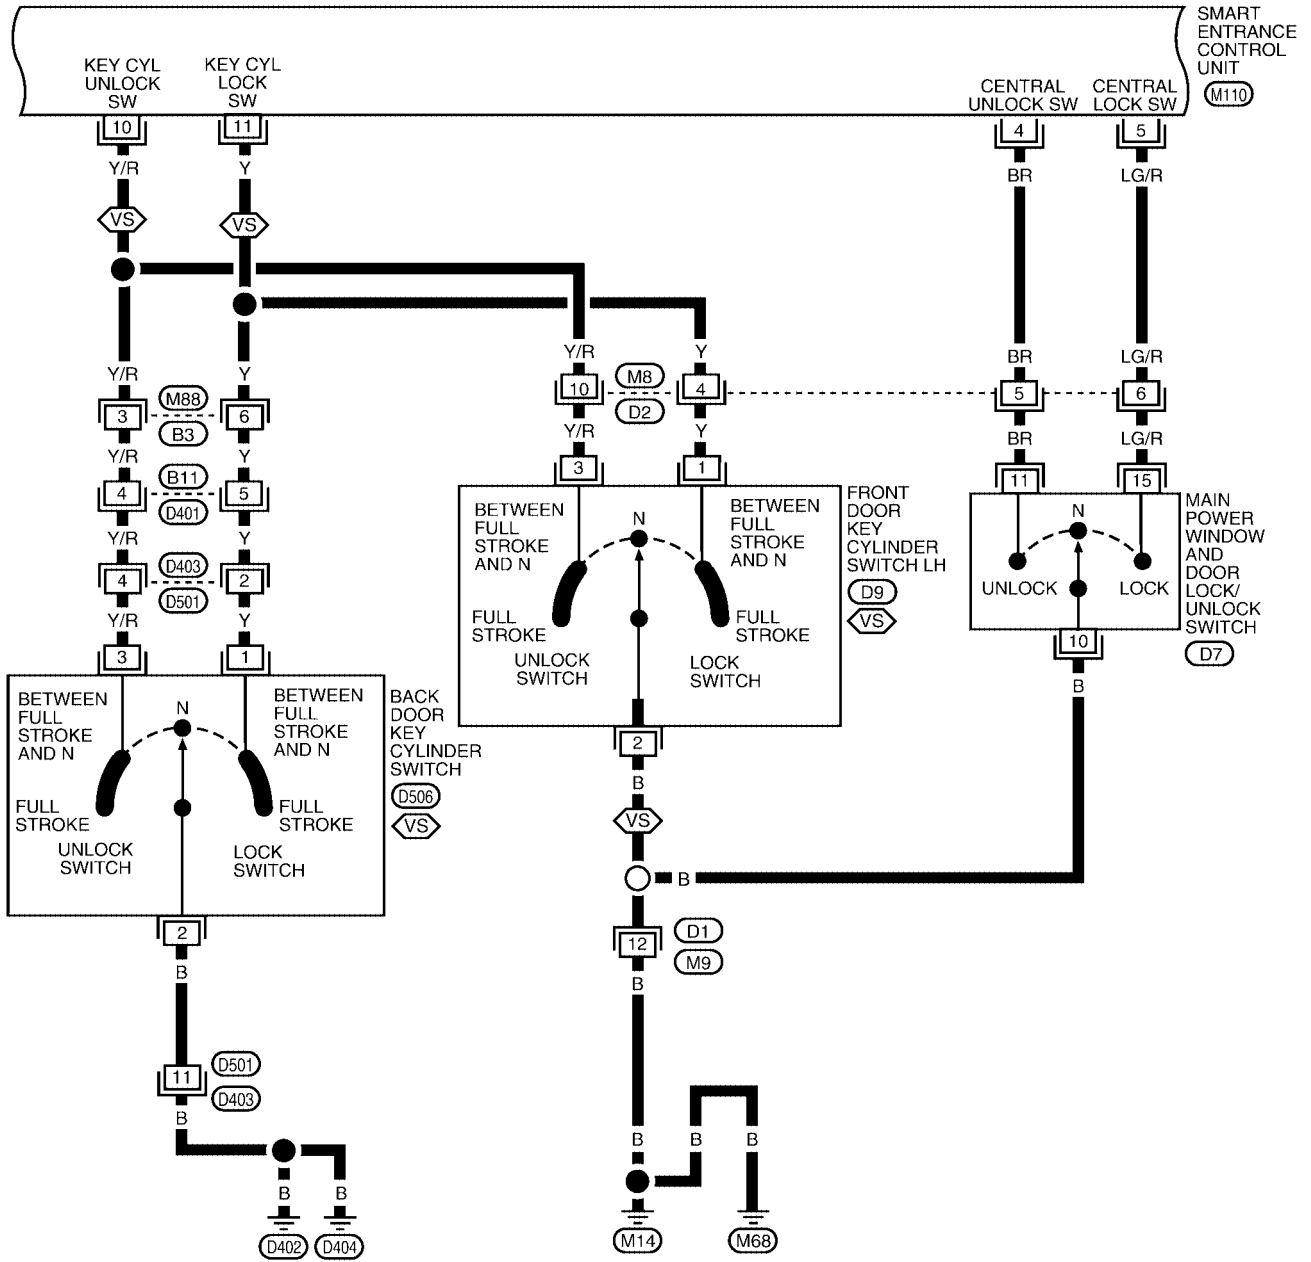 SMART
ENTRANCE
CONTROL
UNIT
M110
KEY CYL
UNLOCK
SW
KEY CYL
LOCK
SW
CENTRAL
UNLOCK SW
CENTRAL
LOCK SW
10
11
4
5
Y/R
Y
BR
LG/R
VS
VS
Y/R
Y
BR
LG/R
Y/R
Y
10
M8
4
5
6
D2
3
M88
6
B3
Y/R
Y
BR
LG/R
Y/R
Y
3
1
11
15
4
B11
5
D401
Y/R
Y
4
D403
2
D501
Y/R
Y
3
1
BETWEEN
FULL
STROKE
AND N
N
BETWEEN
FULL
STROKE
AND N
FULL
STROKE
FULL
STROKE
UNLOCK
SWITCH
LOCK
SWITCH
FRONT
DOOR
KEY
CYLINDER
SWITCH LH
D9
VS
N
UNLOCK
LOCK
MAIN
POWER
WINDOW
AND
DOOR
LOCK/
UNLOCK
SWITCH
D7
10
B
BETWEEN
FULL
STROKE
AND N
N
BETWEEN
FULL
STROKE
AND N
FULL
STROKE
FULL
STROKE
UNLOCK
SWITCH
LOCK
SWITCH
BACK
DOOR
KEY
CYLINDER
SWITCH
D506
VS
2
B
VS
B
12
D1
M9
B
2
B
11
D501
D403
B
B
B
D402
D404
B
B
B
M14
M68